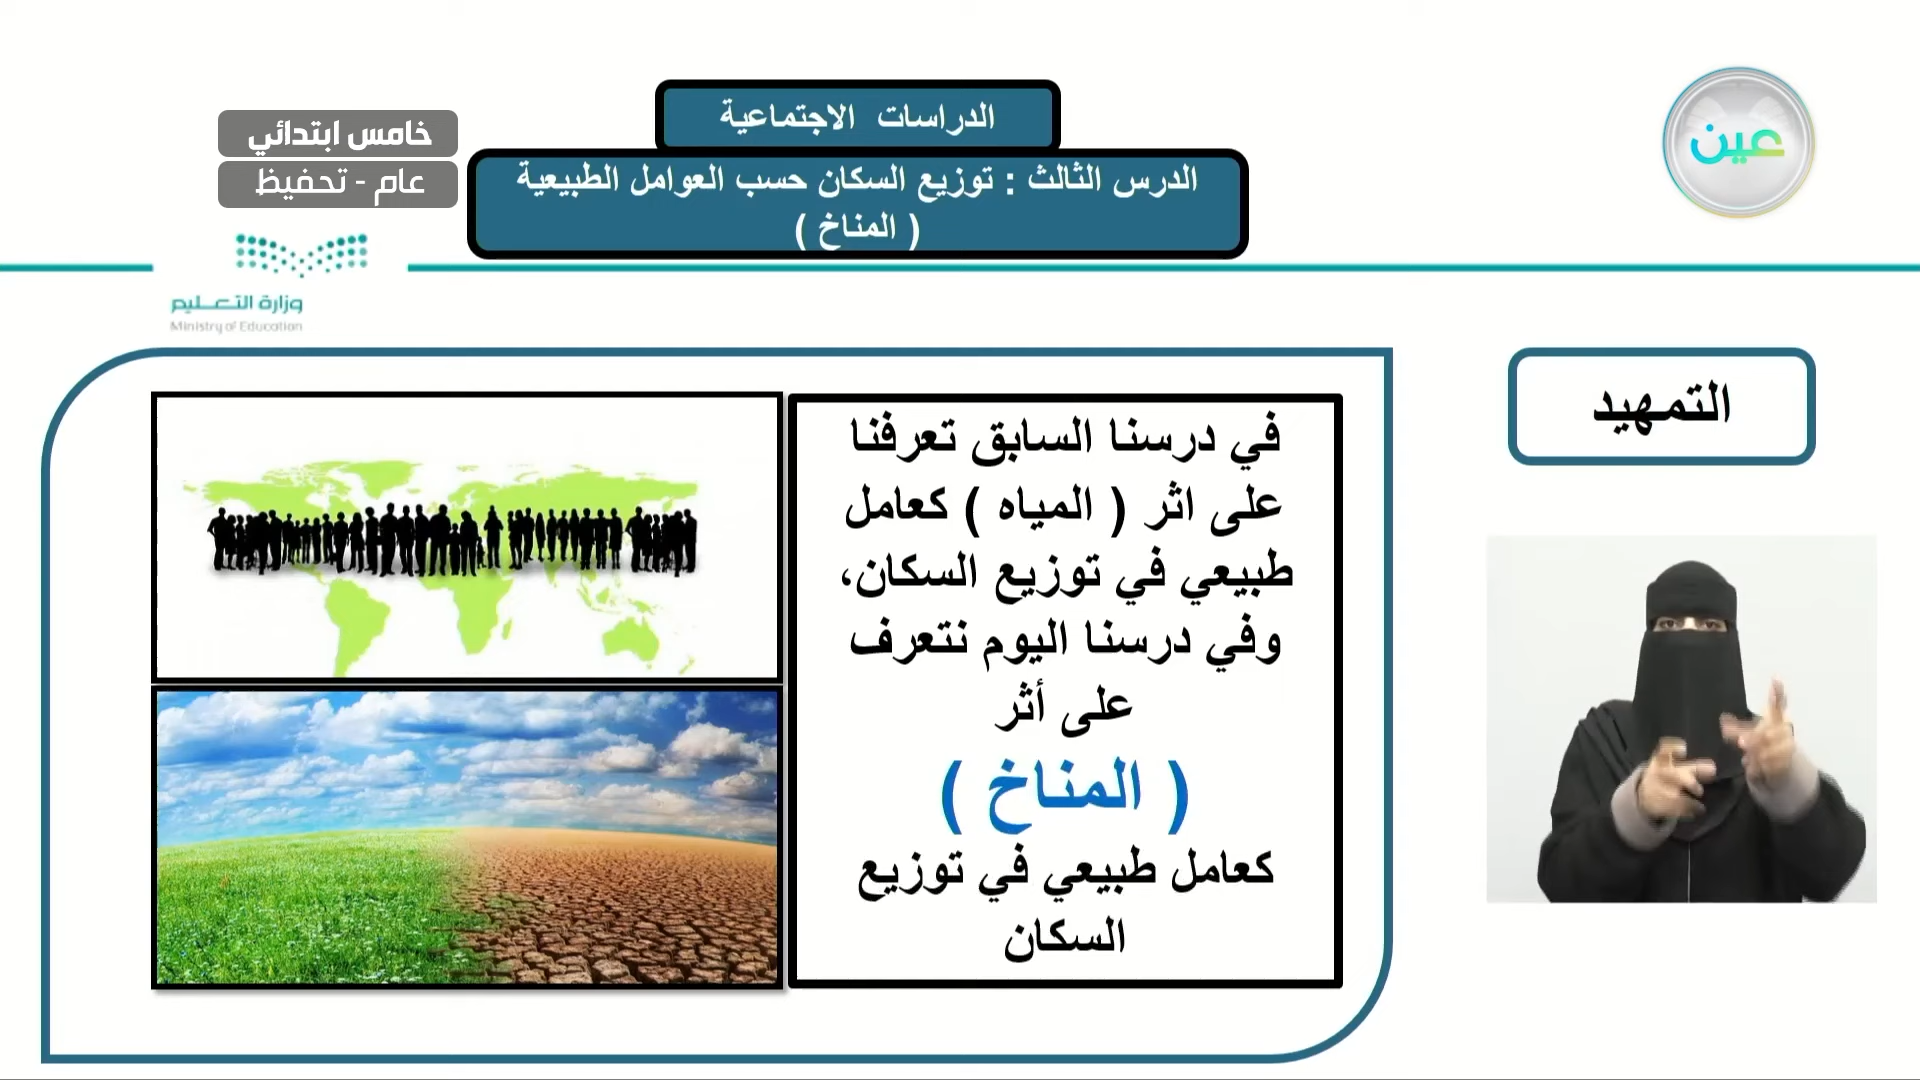 الدراسات الاجتماعية
الدرس الثالث : توزيع السكان حسب العوامل الطبيعية
( المناخ )
خامس ابتدائي
عام - تحفيظ
عين
وزارة التعـــليم
Ministry of Education
التمهيد
في درسنا السابق تعرفنا
على اثر ( المياه ) كعامل
طبيعي في توزيع السكان،
وفي درسنا اليوم نتعرف
على أثر
( المناخ )
كعامل طبيعي في توزيع
السكان